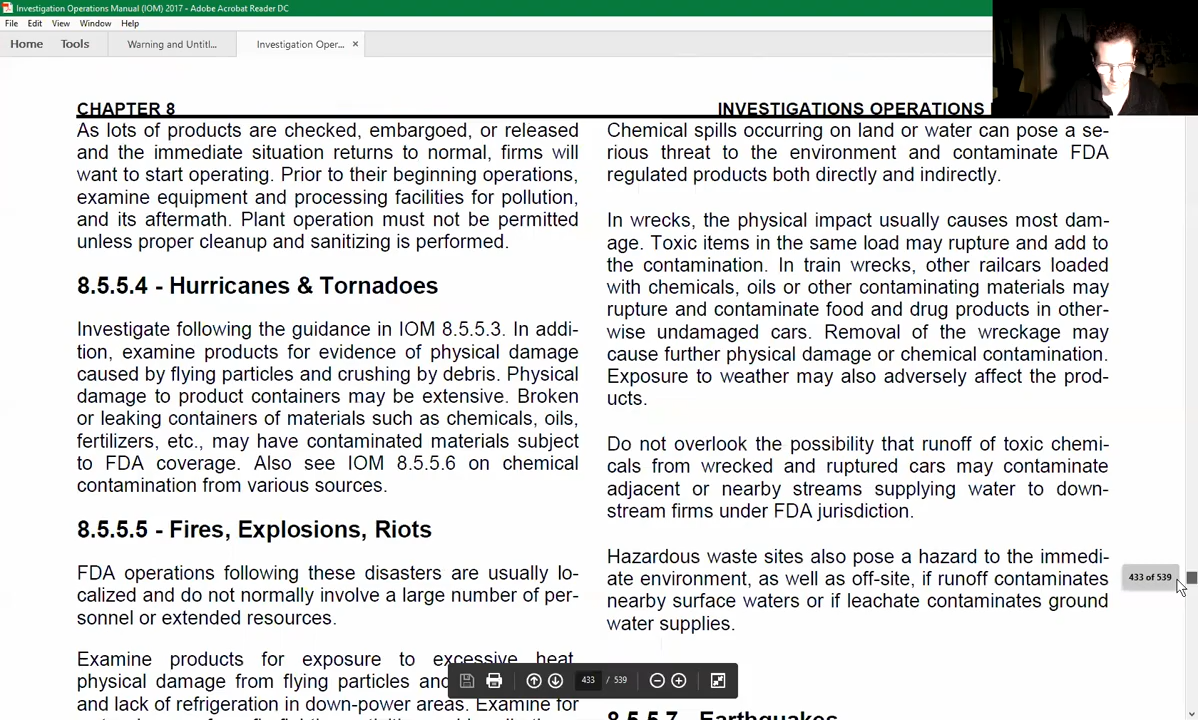 Investigation Operations Manual (IOM) 2017 - Adobe Acrobat Reader DC
File Edit View Window Help
Home Tools Warning and Untitl... Investigation Oper... ×
CHAPTER 8
INVESTIGATIONS OPERATIONS
As lots of products are checked, embargoed, or released
and the immediate situation returns to normal, firms will
want to start operating. Prior to their beginning operations,
examine equipment and processing facilities for pollution,
and its aftermath. Plant operation must not be permitted
unless proper cleanup and sanitizing is performed.
8.5.5.4 - Hurricanes & Tornadoes
Investigate following the guidance in IOM 8.5.5.3. In addi-
tion, examine products for evidence of physical damage
caused by flying particles and crushing by debris. Physical
damage to product containers may be extensive. Broken
or leaking containers of materials such as chemicals, oils,
fertilizers, etc., may have contaminated materials subject
to FDA coverage. Also see IOM 8.5.5.6 on chemical
contamination from various sources.
8.5.5.5 - Fires, Explosions, Riots
FDA operations following these disasters are usually lo-
calized and do not normally involve a large number of per-
sonnel or extended resources.
Examine products for exposure to excessive heat,
physical damage from flying particles and
and lack of refrigeration in down-power areas. Examine for
Chemical spills occurring on land or water can pose a se-
rious threat to the environment and contaminate FDA
regulated products both directly and indirectly.
In wrecks, the physical impact usually causes most dam-
age. Toxic items in the same load may rupture and add to
the contamination. In train wrecks, other railcars loaded
with chemicals, oils or other contaminating materials may
rupture and contaminate food and drug products in other-
wise undamaged cars. Removal of the wreckage may
cause further physical damage or chemical contamination.
Exposure to weather may also adversely affect the prod-
ucts.
Do not overlook the possibility that runoff of toxic chemi-
cals from wrecked and ruptured cars may contaminate
adjacent or nearby streams supplying water to down-
stream firms under FDA jurisdiction.
Hazardous waste sites also pose a hazard to the immedi-
ate environment, as well as off-site, if runoff contaminates
nearby surface waters or if leachate contaminates ground
water supplies.
8.5.5.7 - Earthquakes
433 of 539
433 / 539